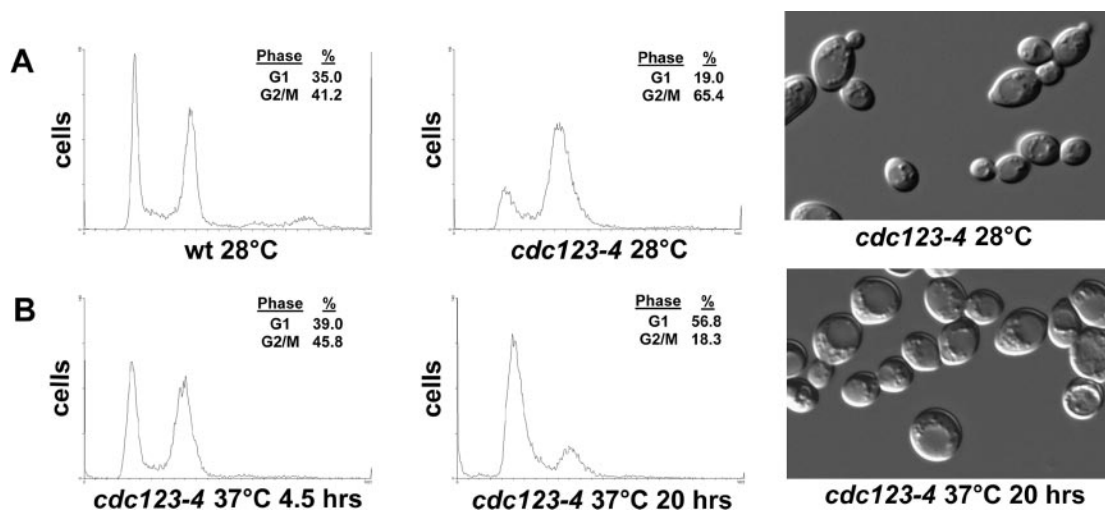 A
cells
Phase %
G1 35.0
G2/M 41.2
wt 28°C
cells
Phase %
G1 19.0
G2/M 65.4
cdc123-4 28°C
cdc123-4 28°C
B
cells
Phase %
G1 39.0
G2/M 45.8
cdc123-4 37°C 4.5 hrs
cells
Phase %
G1 56.8
G2/M 18.3
cdc123-4 37°C 20 hrs
cdc123-4 37°C 20 hrs